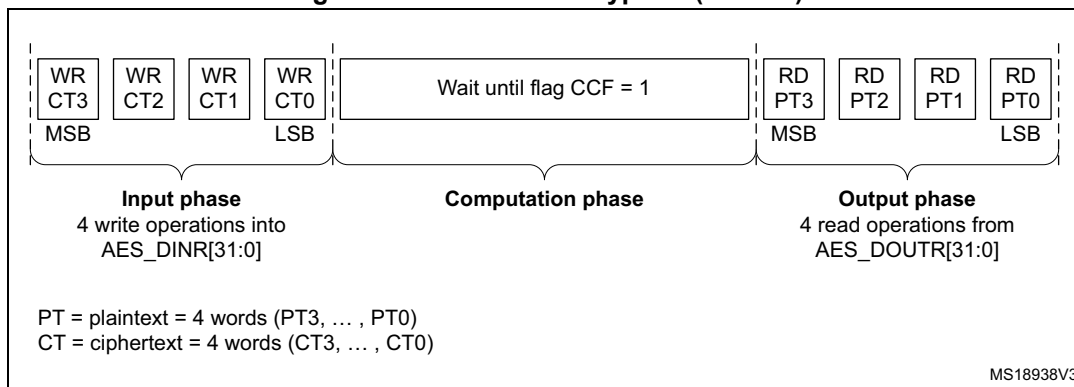 WR CT3 WR CT2 WR CT1 WR CT0
Wait until flag CCF = 1
RD PT3 RD PT2 RD PT1 RD PT0
MSB LSB MSB LSB
Input phase
4 write operations into
AES_DINR[31:0]
Computation phase
Output phase
4 read operations from
AES_DOUTR[31:0]
PT = plaintext = 4 words (PT3, … , PT0)
CT = ciphertext = 4 words (CT3, … , CT0)
MS18938V3